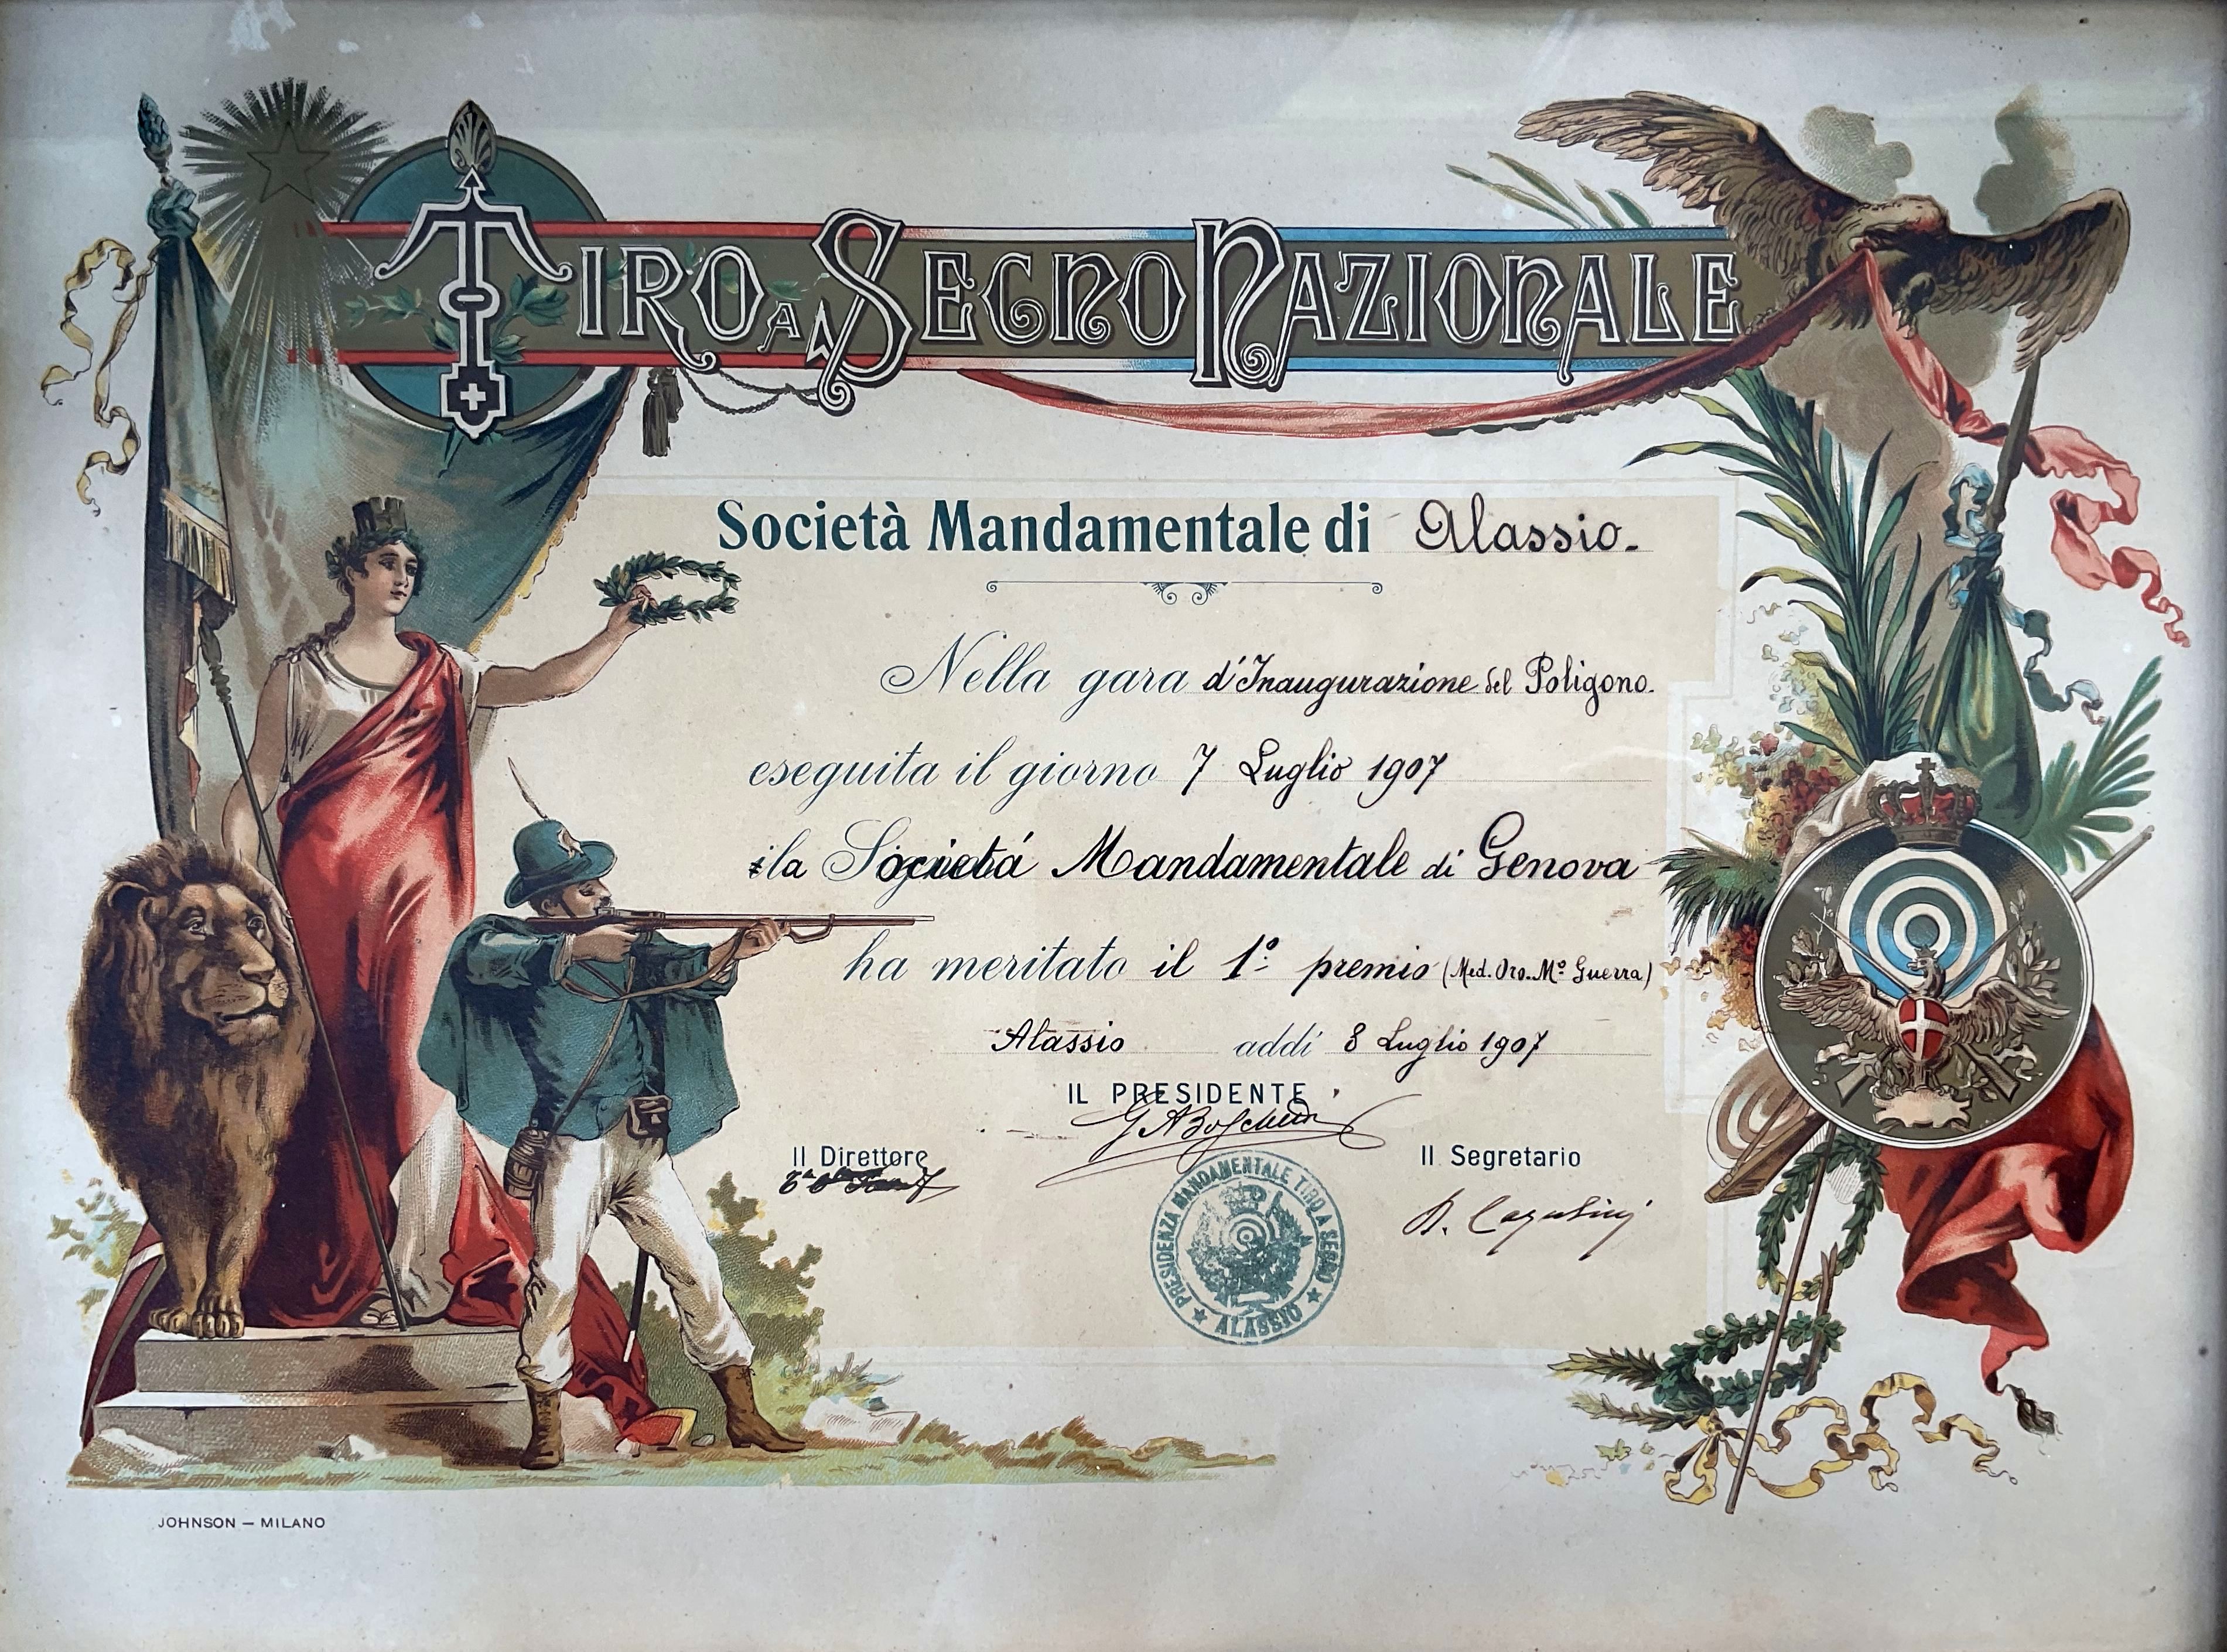 TIRO A SEGNO NAZIONALE
Società Mandamentale di Alassio.
Nella gara d'Inaugurazione del Poligono.
eseguita il giorno 7 Luglio 1907
la Società Mandamentale di Genova
ha meritato il 1º premio (Med. Oro. Mº Guerra)
Alassio addì 8 Luglio 1907
IL PRESIDENTE
Il Direttore
Il Segretario
PRESIDENZA MANDAMENTALE TIRO A SEGNO
ALASSIO
JOHNSON — MILANO